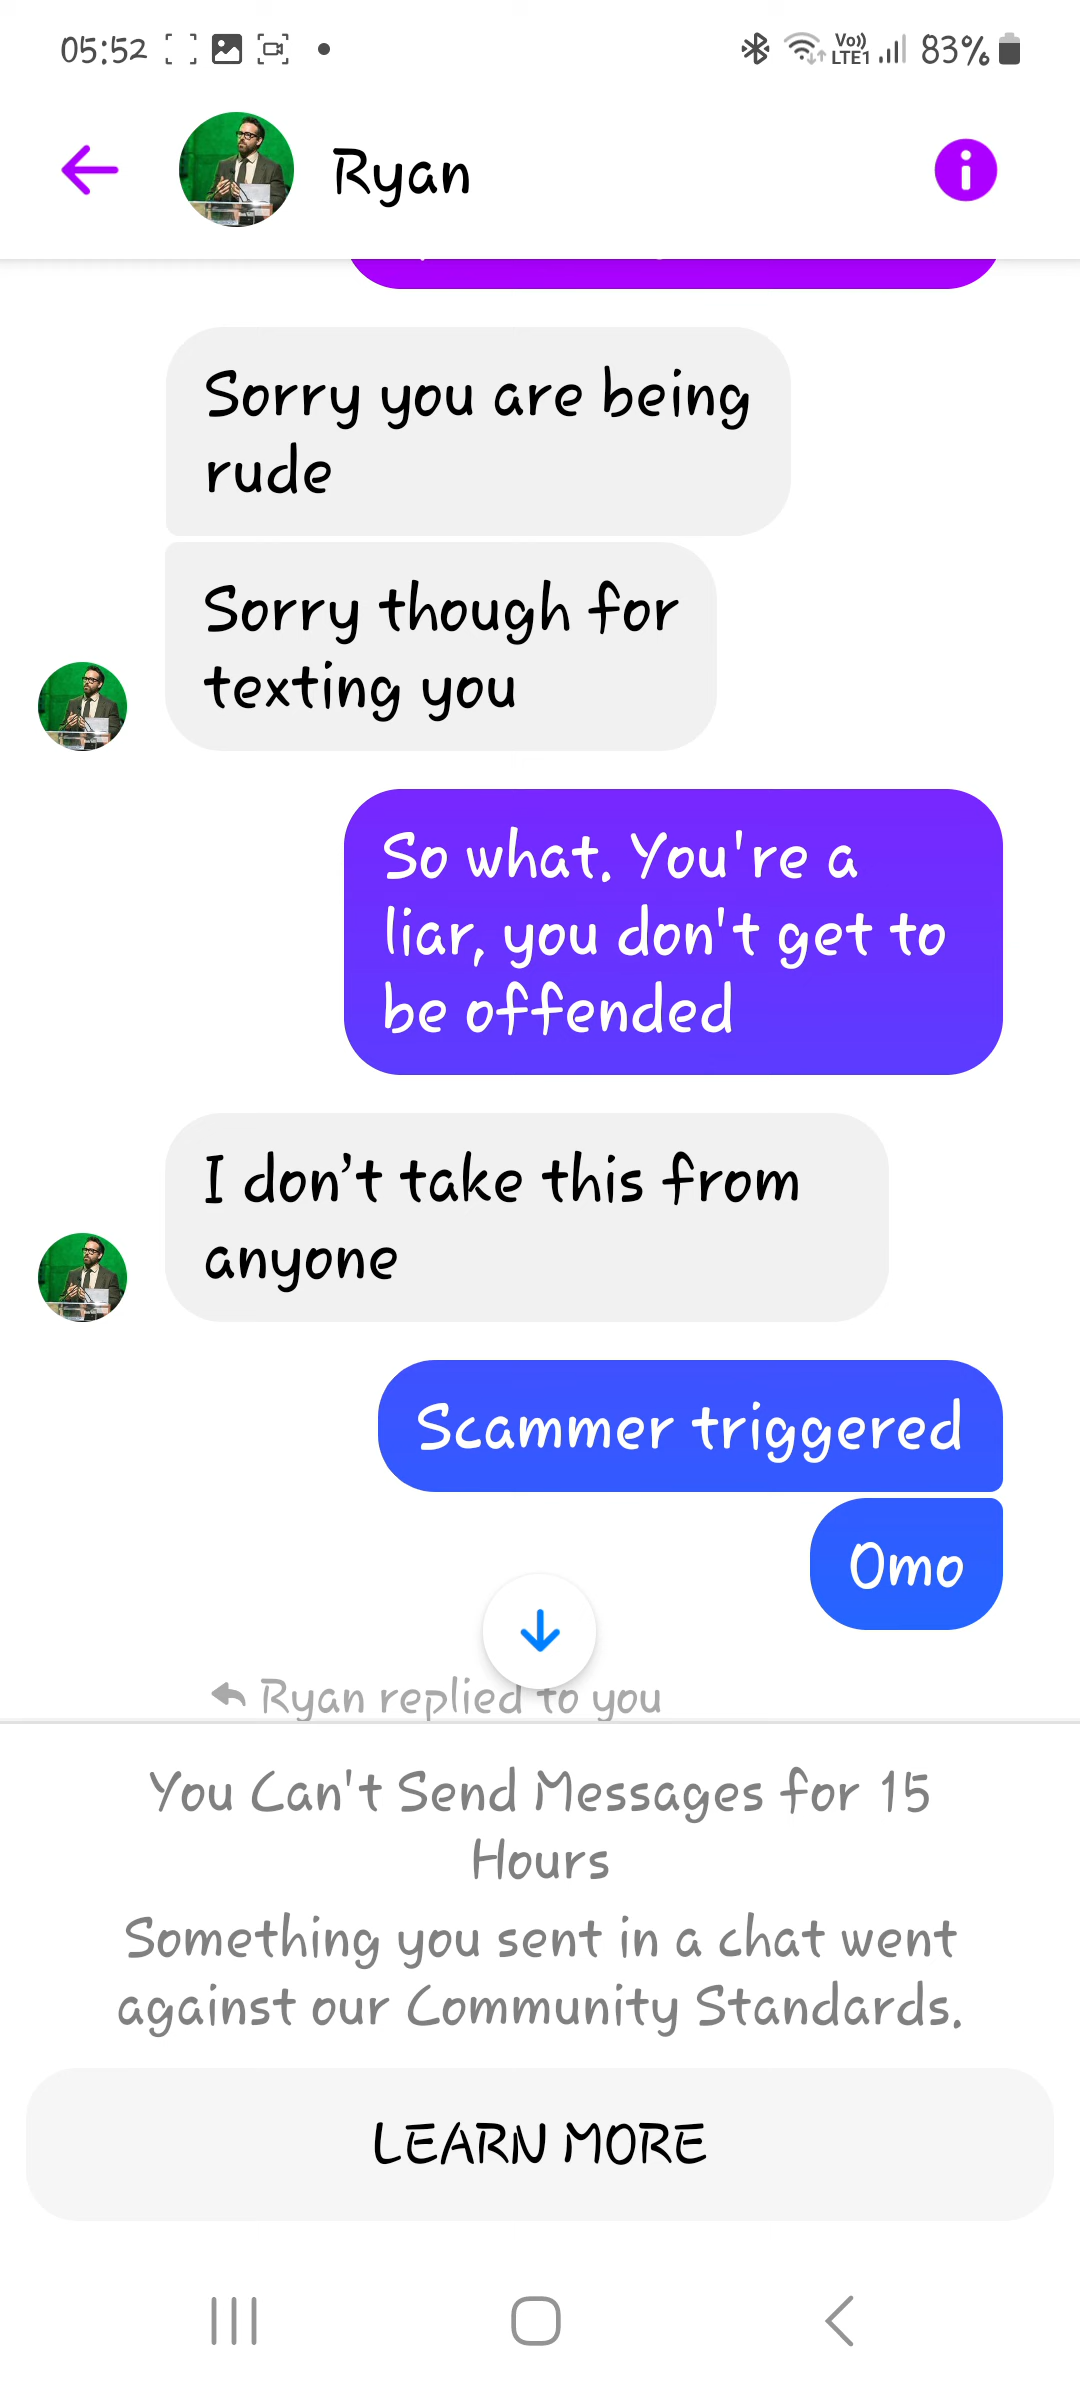 05:52
Vo))
LTE1
83%
Ryan
Sorry you are being
rude
Sorry though for
texting you
So what. You're a
liar, you don't get to
be offended
I don’t take this from
anyone
Scammer triggered
Omo
Ryan replied to you
You Can't Send Messages for 15
Hours
Something you sent in a chat went
against our Community Standards.
LEARN MORE